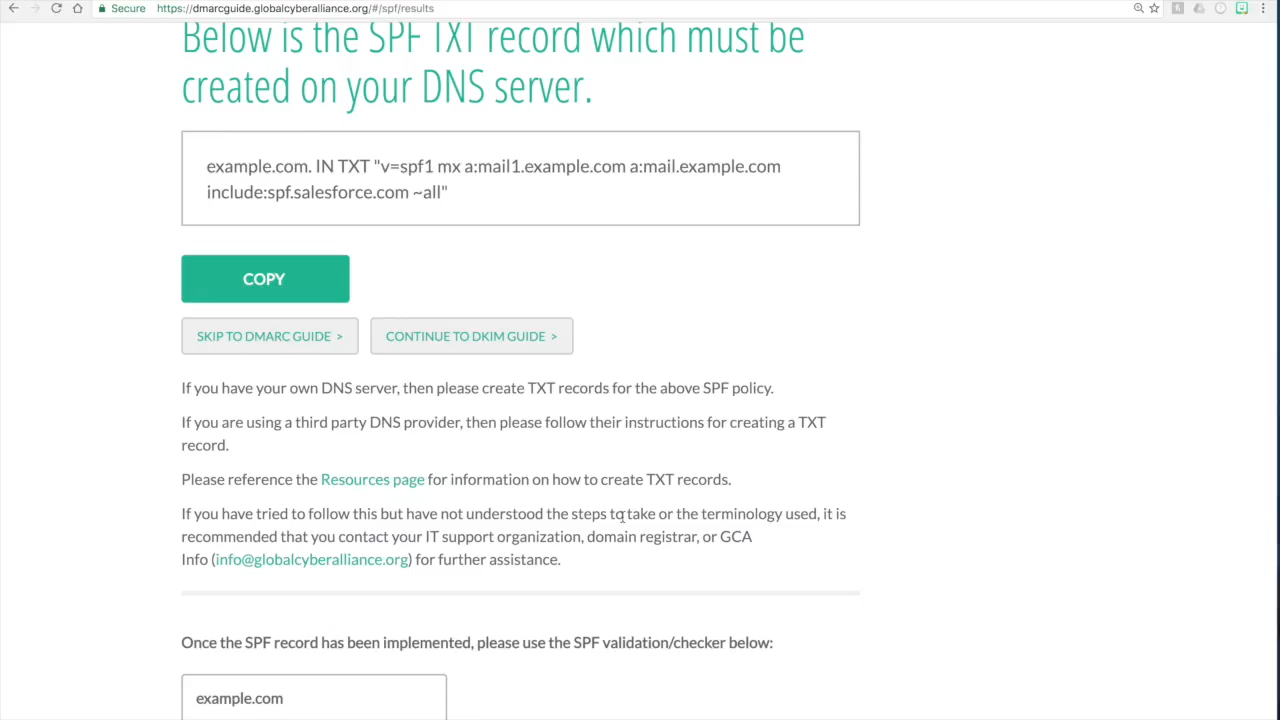 Secure https://dmarcguide.globalcyberalliance.org/#/spf/results
Below is the SPF TXT record which must be
created on your DNS server.
example.com. IN TXT "v=spf1 mx a:mail1.example.com a:mail.example.com
include:spf.salesforce.com ~all"
COPY
SKIP TO DMARC GUIDE > CONTINUE TO DKIM GUIDE >
If you have your own DNS server, then please create TXT records for the above SPF policy.
If you are using a third party DNS provider, then please follow their instructions for creating a TXT
record.
Please reference the Resources page for information on how to create TXT records.
If you have tried to follow this but have not understood the steps to take or the terminology used, it is
recommended that you contact your IT support organization, domain registrar, or GCA
Info (info@globalcyberalliance.org) for further assistance.
Once the SPF record has been implemented, please use the SPF validation/checker below:
example.com